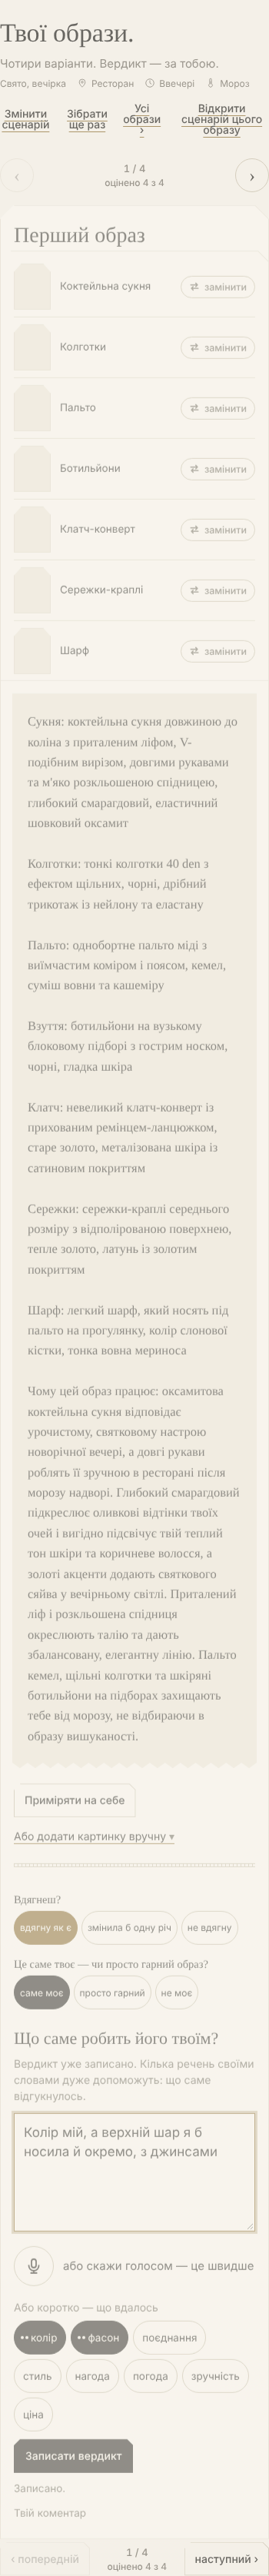 Твої образи.
Чотири варіанти. Вердикт — за тобою.
Свято, вечірка Ресторан Ввечері Мороз
Змінити сценарій
Зібрати ще раз
Усі образи ›
Відкрити сценарій цього образу
‹
1 / 4
оцінено 4 з 4
›
Перший образ
Коктейльна сукня ⇄ замінити
Колготки ⇄ замінити
Пальто ⇄ замінити
Ботильйони ⇄ замінити
Клатч-конверт ⇄ замінити
Сережки-краплі ⇄ замінити
Шарф ⇄ замінити
Сукня: коктейльна сукня довжиною до
коліна з приталеним ліфом, V-
подібним вирізом, довгими рукавами
та м'яко розкльошеною спідницею,
глибокий смарагдовий, еластичний
шовковий оксамит
Колготки: тонкі колготки 40 den з
ефектом щільних, чорні, дрібний
трикотаж із нейлону та еластану
Пальто: однобортне пальто міді з
виїмчастим коміром і поясом, кемел,
суміш вовни та кашеміру
Взуття: ботильйони на вузькому
блоковому підборі з гострим носком,
чорні, гладка шкіра
Клатч: невеликий клатч-конверт із
прихованим ремінцем-ланцюжком,
старе золото, металізована шкіра із
сатиновим покриттям
Сережки: сережки-краплі середнього
розміру з відполірованою поверхнею,
тепле золото, латунь із золотим
покриттям
Шарф: легкий шарф, який носять під
пальто на прогулянку, колір слонової
кістки, тонка вовна мериноса
Чому цей образ працює: оксамитова
коктейльна сукня відповідає
урочистому, святковому настрою
новорічної вечері, а довгі рукави
роблять її зручною в ресторані після
морозу надворі. Глибокий смарагдовий
підкреслює оливкові відтінки твоїх
очей і вигідно підсвічує твій теплий
тон шкіри та коричневе волосся, а
золоті акценти додають святкового
сяйва у вечірньому світлі. Приталений
ліф і розкльошена спідниця
окреслюють талію та дають
збалансовану, елегантну лінію. Пальто
кемел, щільні колготки та шкіряні
ботильйони на підборах захищають
тебе від морозу, не відбираючи в
образу вишуканості.
Приміряти на себе
Або додати картинку вручну ▾
Вдягнеш?
вдягну як є змінила б одну річ не вдягну
Це саме твоє — чи просто гарний образ?
саме моє просто гарний не моє
Що саме робить його твоїм?
Вердикт уже записано. Кілька речень своїми
словами дуже допоможуть: що саме
відгукнулось.
Колір мій, а верхній шар я б
носила й окремо, з джинсами
або скажи голосом — це швидше
Або коротко — що вдалось
•• колір •• фасон поєднання
стиль нагода погода зручність
ціна
Записати вердикт
Записано.
Твій коментар
‹ попередній
1 / 4
оцінено 4 з 4
наступний ›